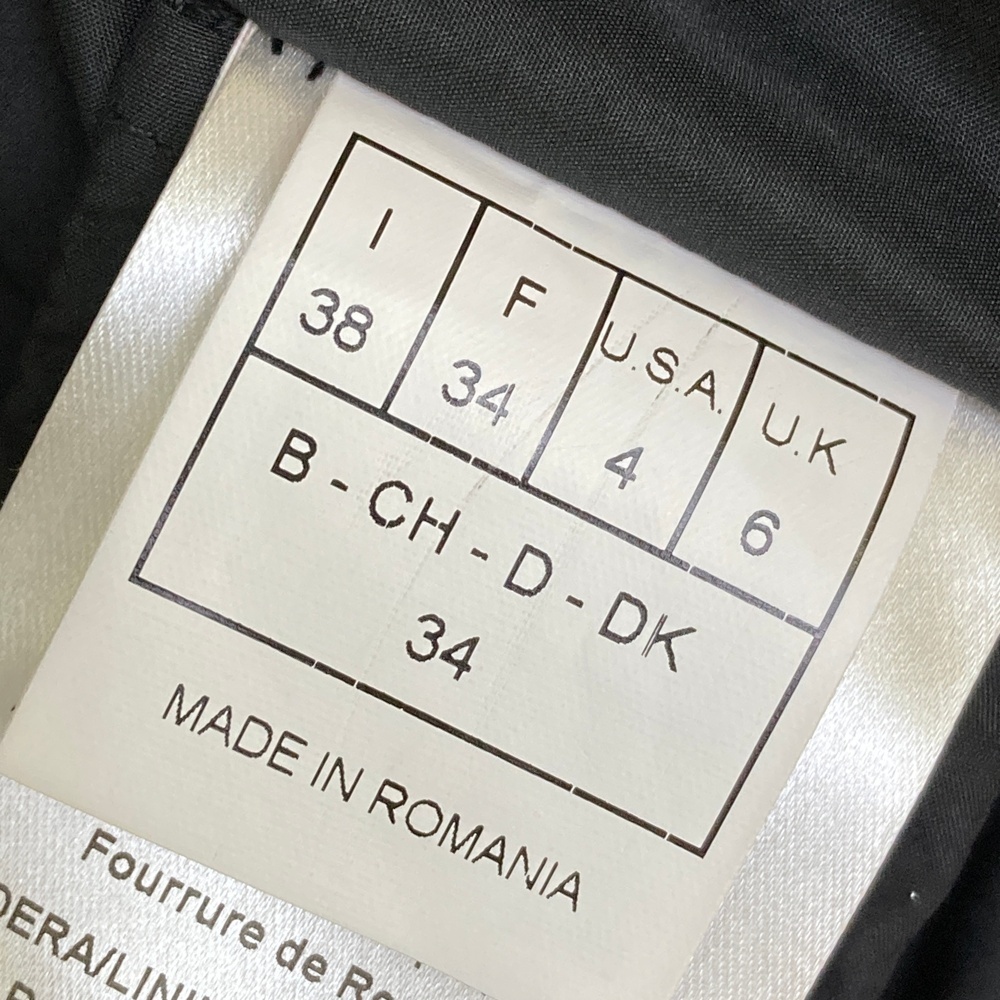 I F U.S.A. U.K
38 34 4 6
B - CH - D - DK
34
MADE IN ROMANIA
Fourrure de